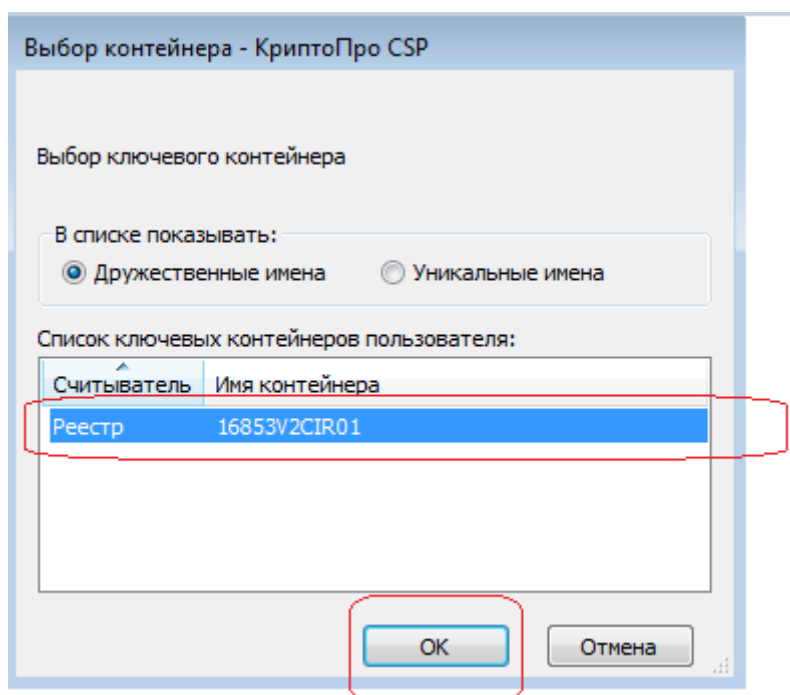 Выбор контейнера - КриптоПро CSP
Выбор ключевого контейнера
В списке показывать:
Дружественные имена Уникальные имена
Список ключевых контейнеров пользователя:
Считыватель Имя контейнера
Реестр 16853V2CIR01
ОК Отмена